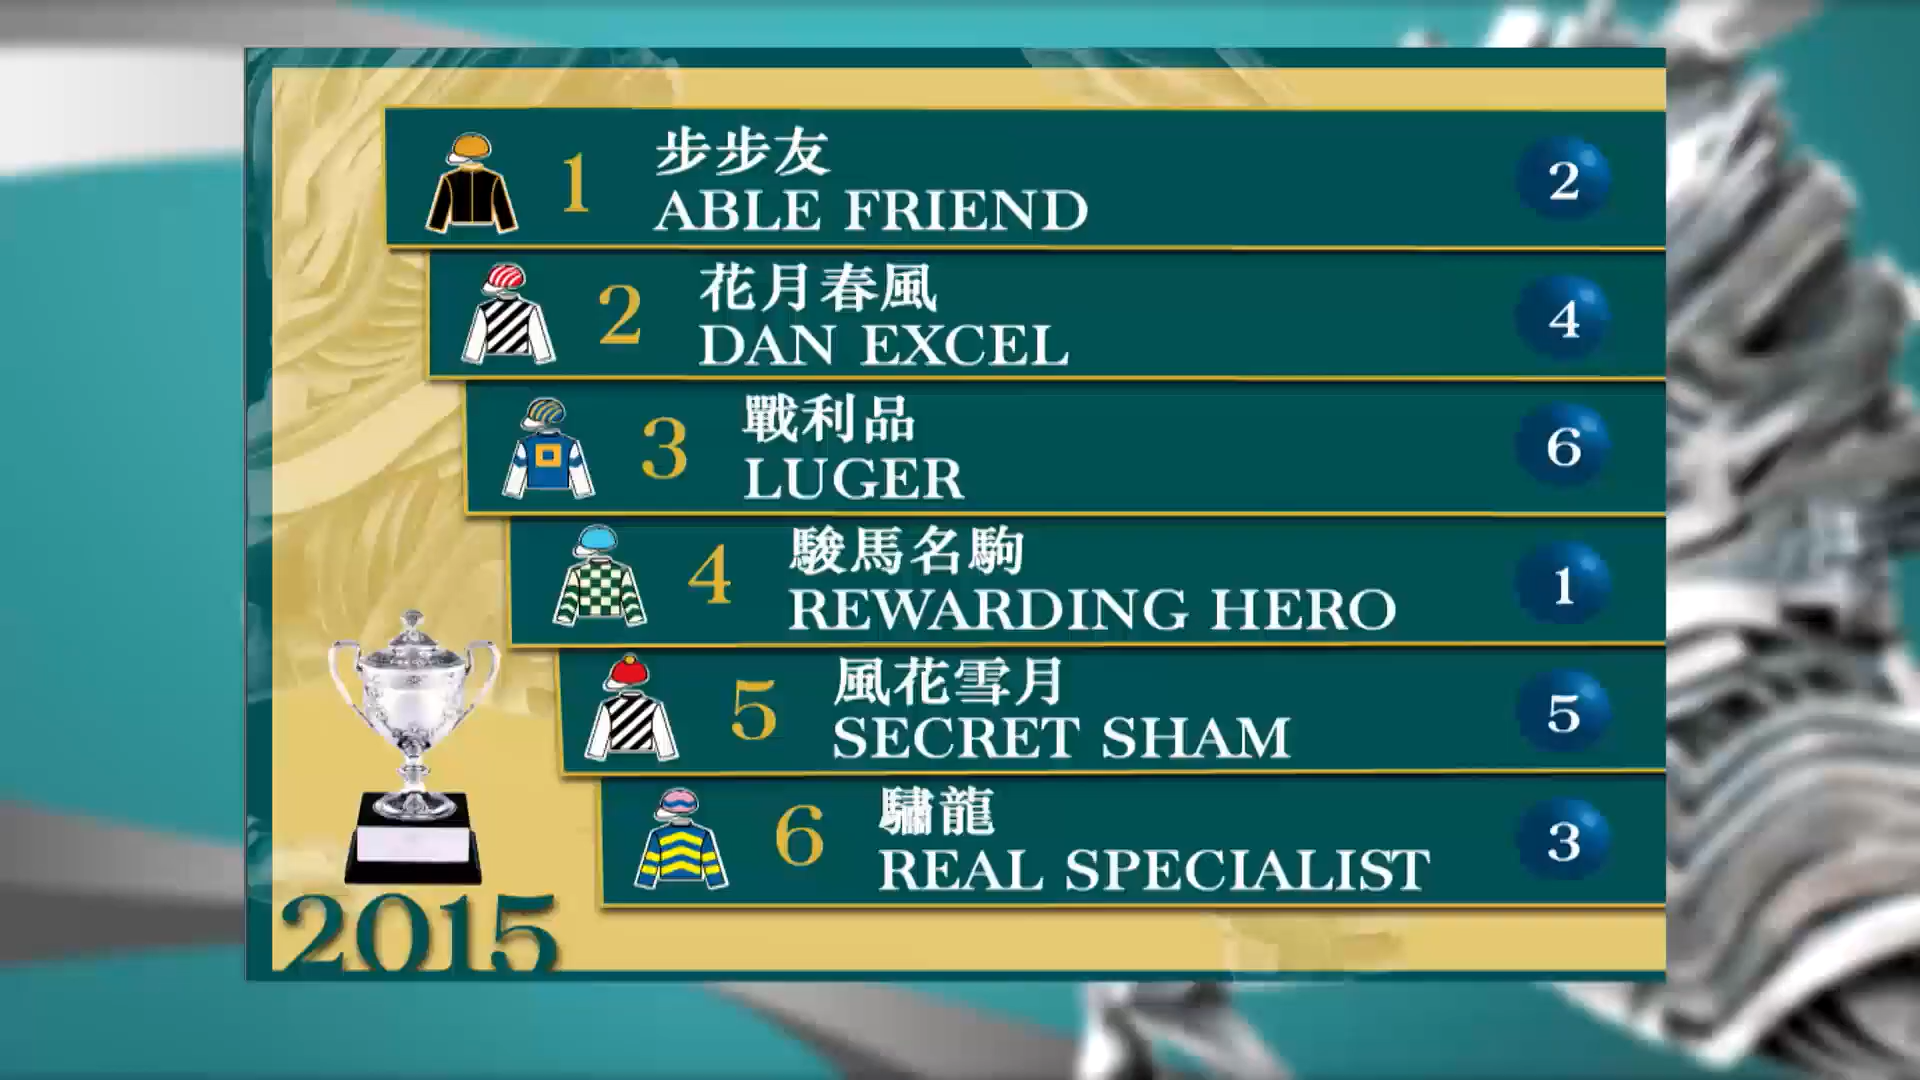 1 步步友 2
ABLE FRIEND
2 花月春風 4
DAN EXCEL
3 戰利品 6
LUGER
4 駿馬名駒 1
REWARDING HERO
5 風花雪月 5
SECRET SHAM
6 驌龍 3
REAL SPECIALIST
2015